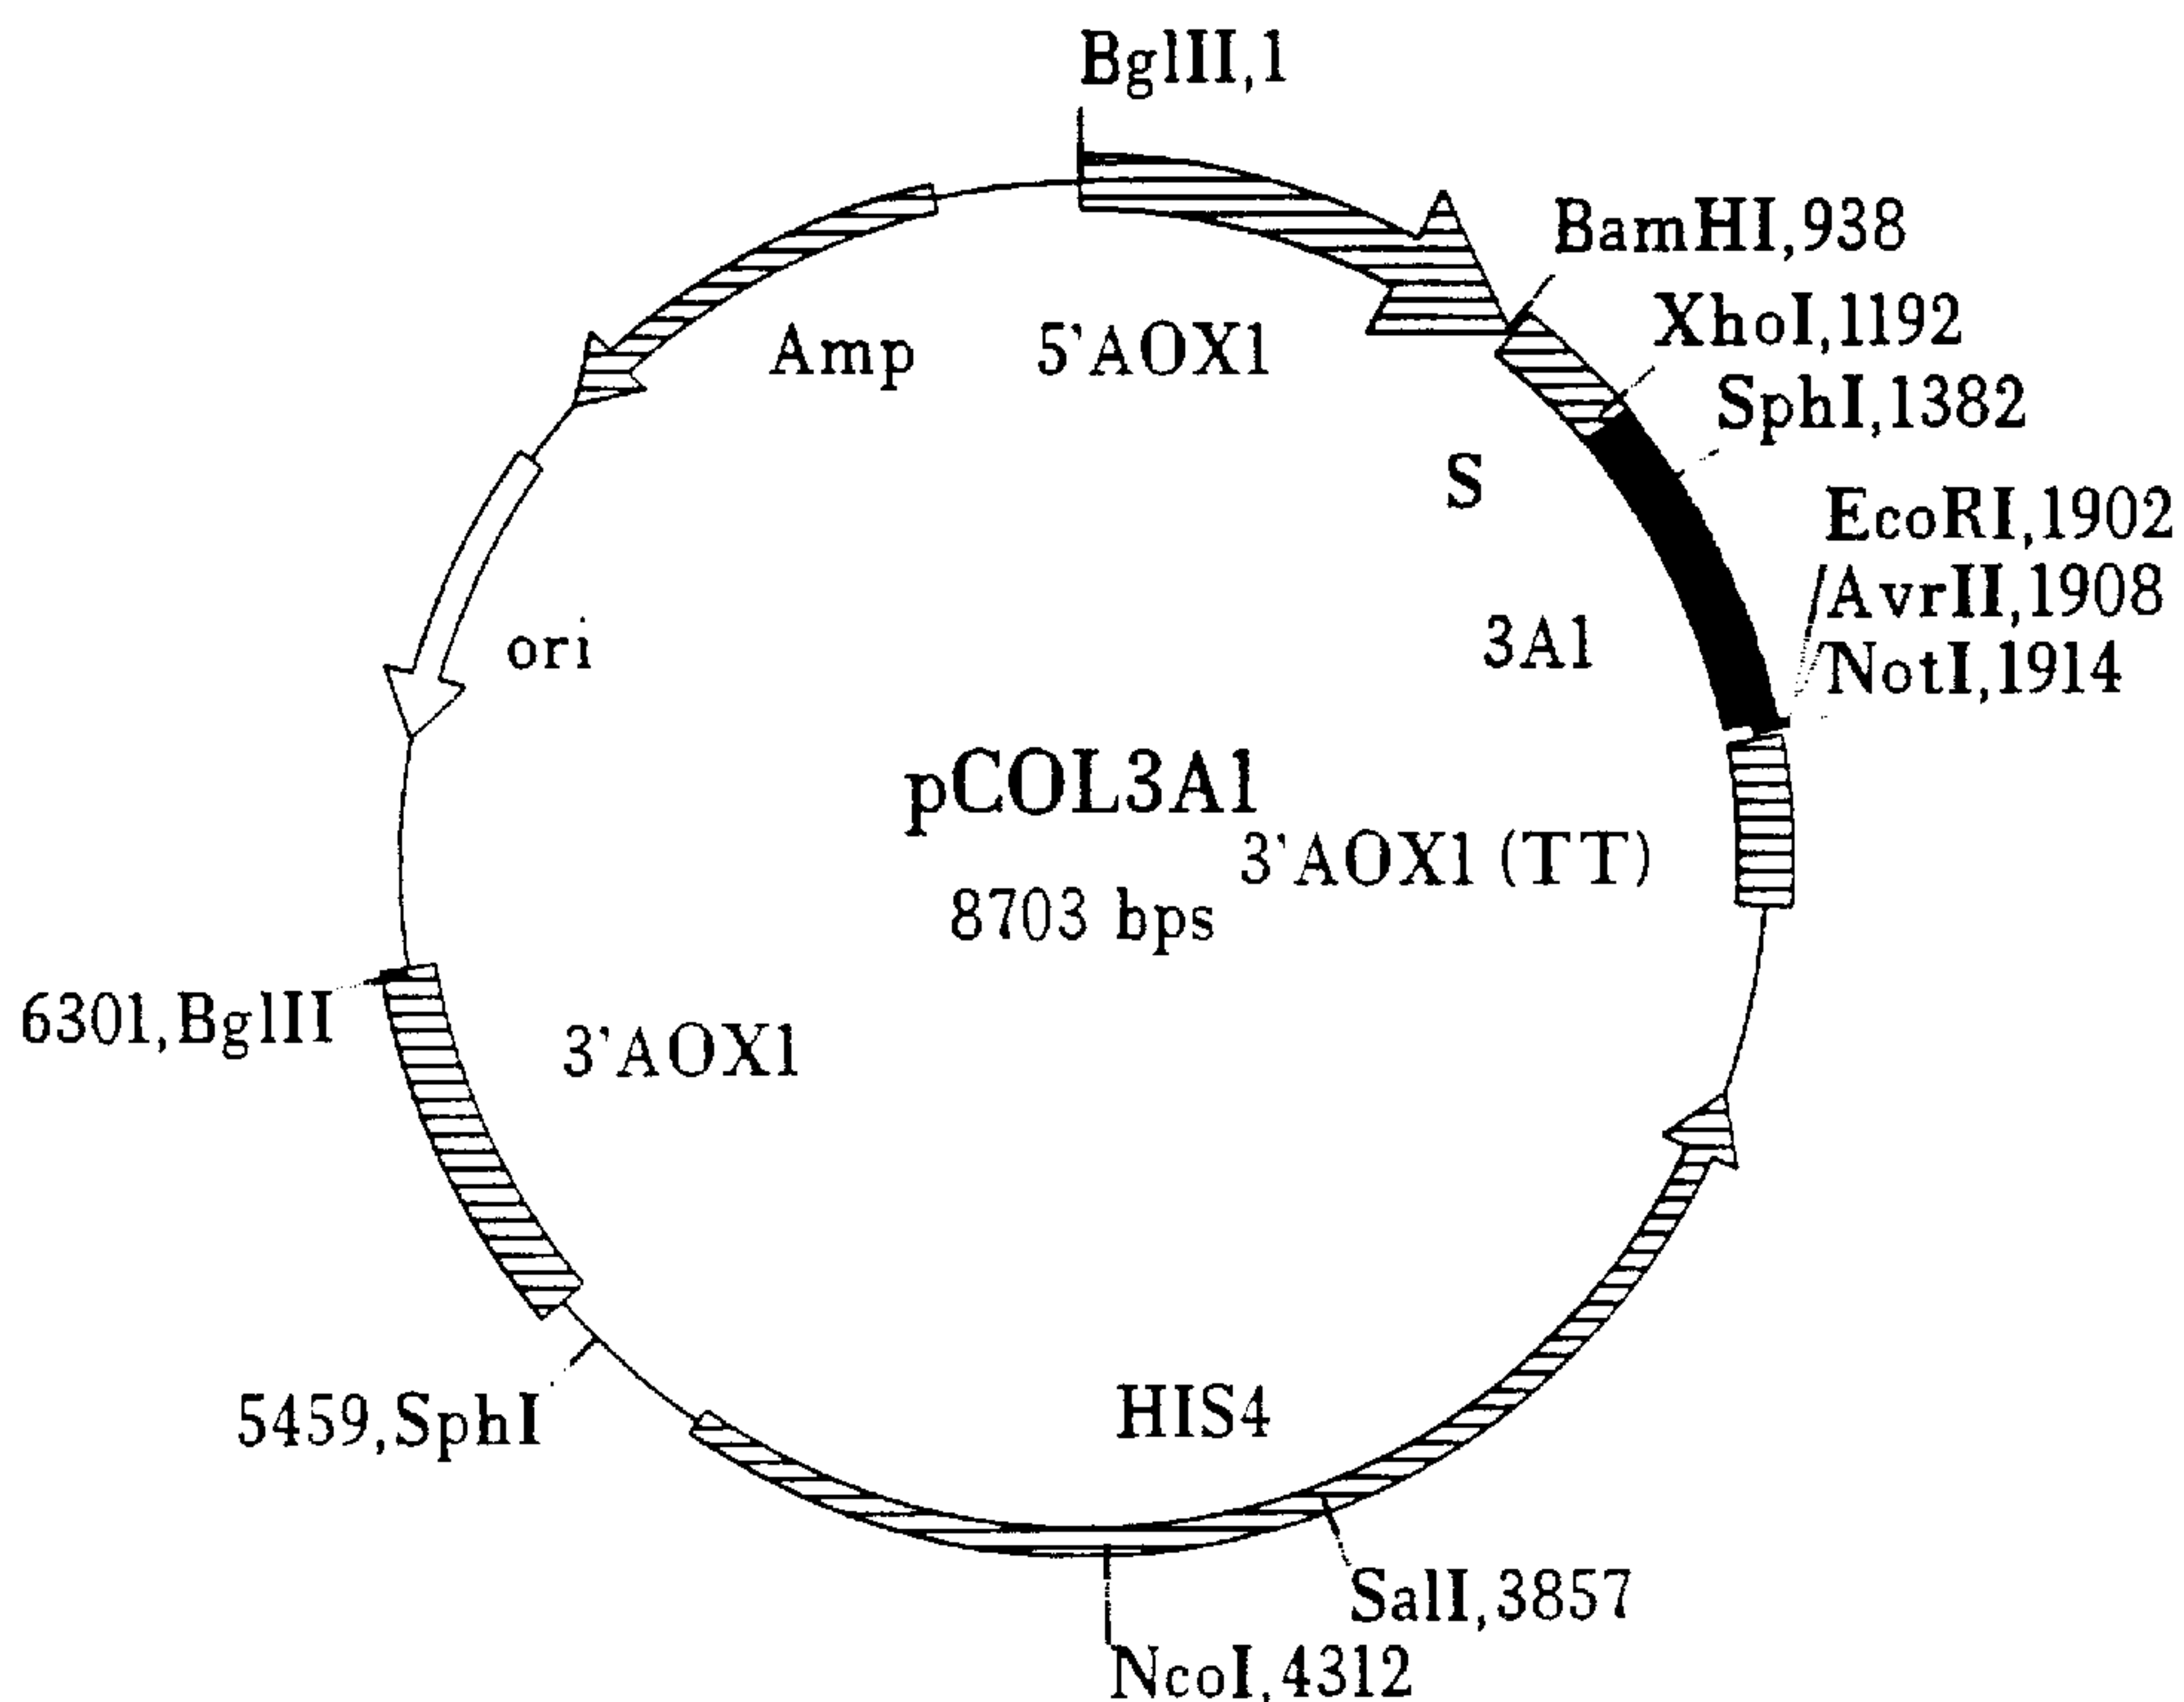 BglII,1
BamHI,938
XhoI,1192
SphI,1382
EcoRI,1902
AvrII,1908
NotI,1914
Amp
5'AOX1
S
3A1
ori
pCOL3A1
8703 bps
3'AOX1 (TT)
6301,BglII
3'AOX1
5459,SphI
HIS4
SalI,3857
NcoI,4312